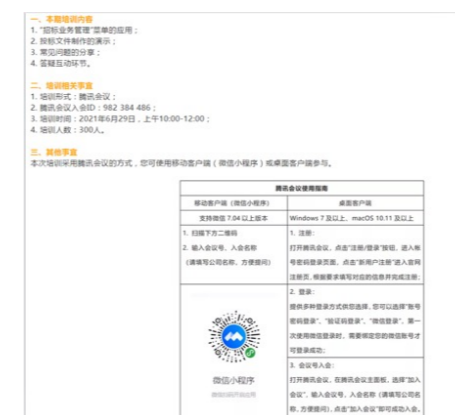 一、本期培训内容
1. "招标业务管理"菜单的应用；
2. 投标文件制作的演示；
3. 常见问题的分享；
4. 答疑互动环节。
二、培训相关事宜
1. 培训形式：腾讯会议；
2. 腾讯会议入会ID：982 384 486；
3. 培训时间：2021年6月29日，上午10:00-12:00；
4. 培训人数：300人。
三、其他事宜
本次培训采用腾讯会议的方式，您可使用移动客户端（微信小程序）或桌面客户端参与。
腾讯会议使用指南
移动客户端（微信小程序）
桌面客户端
支持微信 7.04 以上版本
Windows 7 及以上、macOS 10.11 及以上
1. 扫描下方二维码
2. 输入会议号、入会名称
（请填写公司名称，方便提问）
微信小程序
1. 注册：
打开腾讯会议，点击"注册/登录"按钮，进入帐
号密码登录页面，点击"新用户注册"进入官网
注册页，根据要求填写对应的信息并完成注册；
2. 登录：
提供多种登录方式供您选择，您可以选择"账号
密码登录"、"验证码登录"、"微信登录"，第一
次使用微信登录时，需要绑定您的微信账号才
可登录成功；
3. 会议号入会：
打开腾讯会议，在腾讯会议主面板，选择"加入
会议"，输入会议号、入会名称（请填写公司名
称，方便提问），点击"加入会议"即可成功入会。